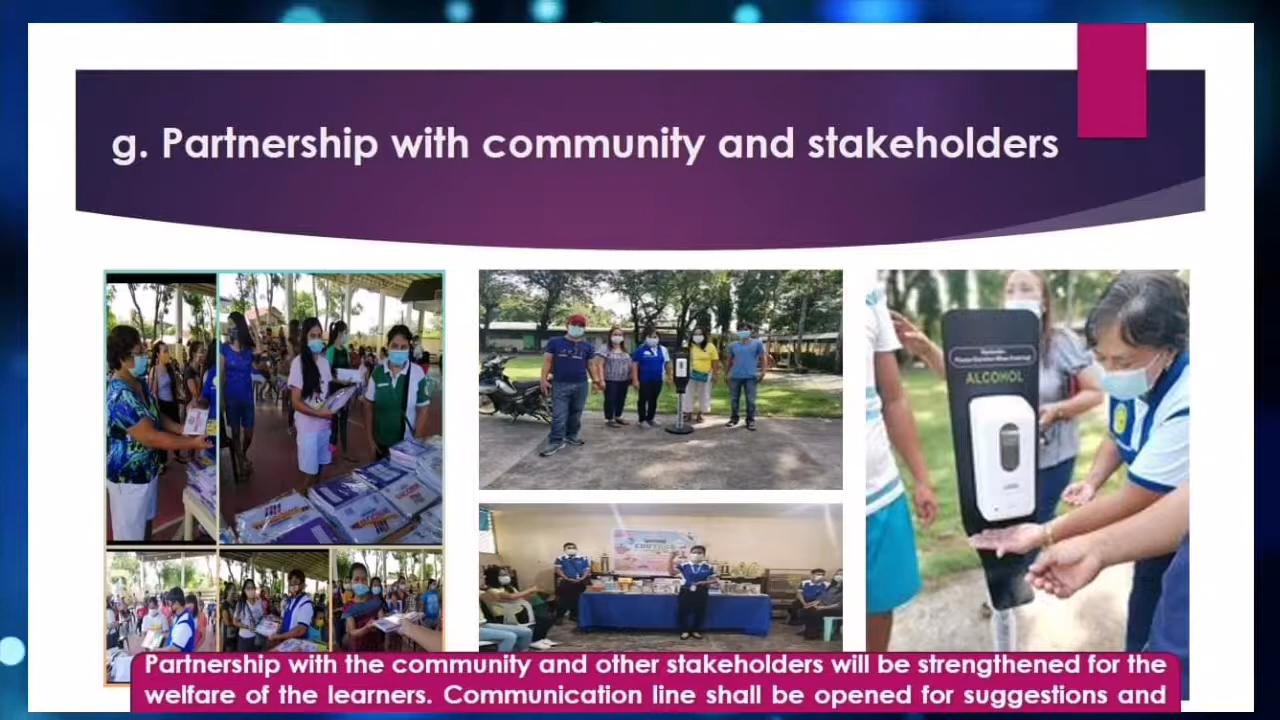 g. Partnership with community and stakeholders
ALCOHOL
Partnership with the community and other stakeholders will be strengthened for the
welfare of the learners. Communication line shall be opened for suggestions and